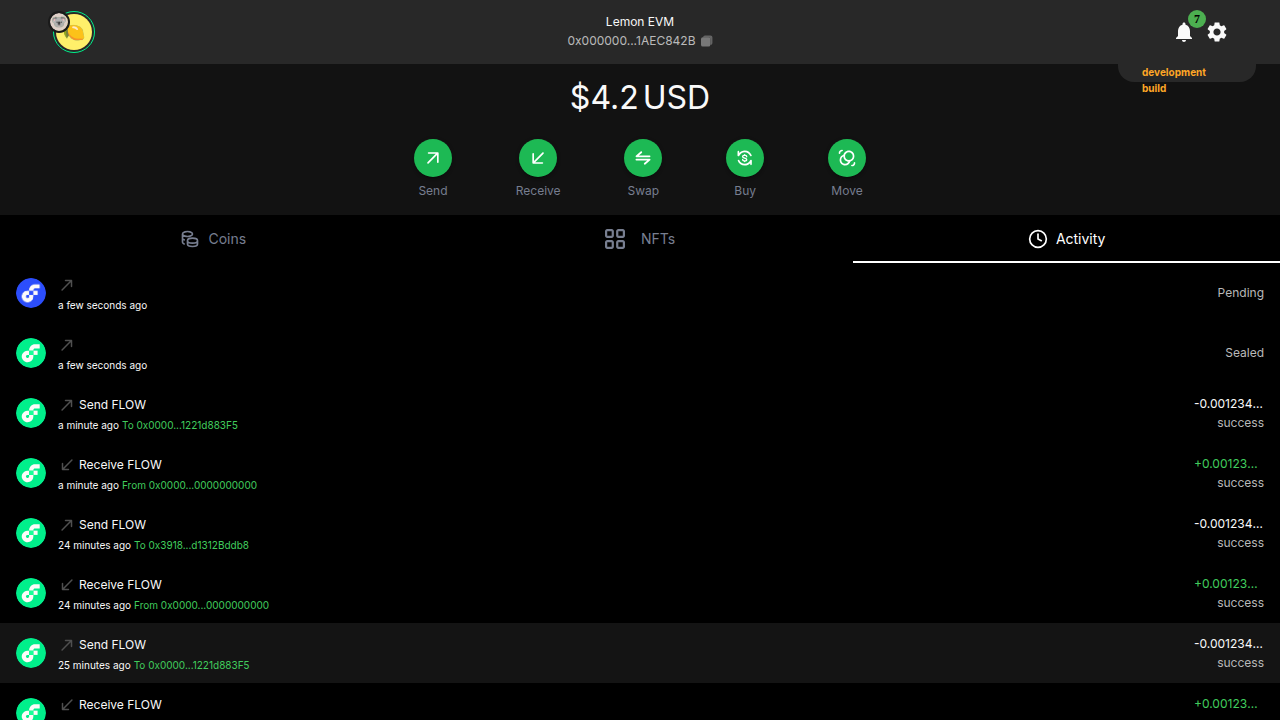 Lemon EVM
7
0x000000...1AEC842B
development
build
$4.2 USD
Send
Receive
Swap
Buy
Move
Coins
NFTs
Activity
a few seconds ago
Pending
a few seconds ago
Sealed
Send FLOW
-0.001234...
a minute ago To 0x0000...1221d883F5
success
Receive FLOW
+0.00123...
a minute ago From 0x0000...0000000000
success
Send FLOW
-0.001234...
24 minutes ago To 0x3918...d1312Bddb8
success
Receive FLOW
+0.00123...
24 minutes ago From 0x0000...0000000000
success
Send FLOW
-0.001234...
25 minutes ago To 0x0000...1221d883F5
success
Receive FLOW
+0.00123...